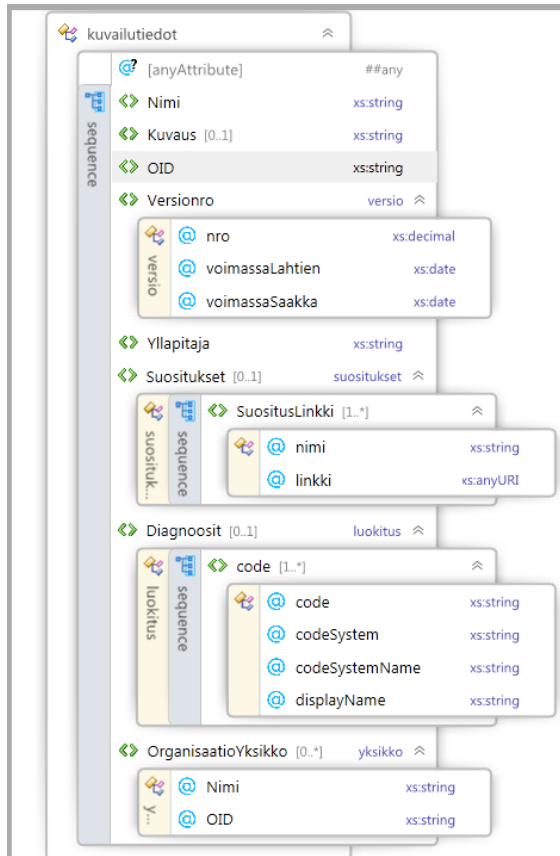 kuvailutiedot
[anyAttribute] ##any
sequence
Nimi xs:string
Kuvaus [0..1] xs:string
OID xs:string
Versionro versio
versio
nro xs:decimal
voimassaLahtien xs:date
voimassaSaakka xs:date
Yllapitaja xs:string
Suositukset [0..1] suositukset
suosituk...
sequence
SuositusLinkki [1..*]
nimi xs:string
linkki xs:anyURI
Diagnoosit [0..1] luokitus
luokitus
sequence
code [1..*]
code xs:string
codeSystem xs:string
codeSystemName xs:string
displayName xs:string
OrganisaatioYksikko [0..*] yksikko
y...
Nimi xs:string
OID xs:string